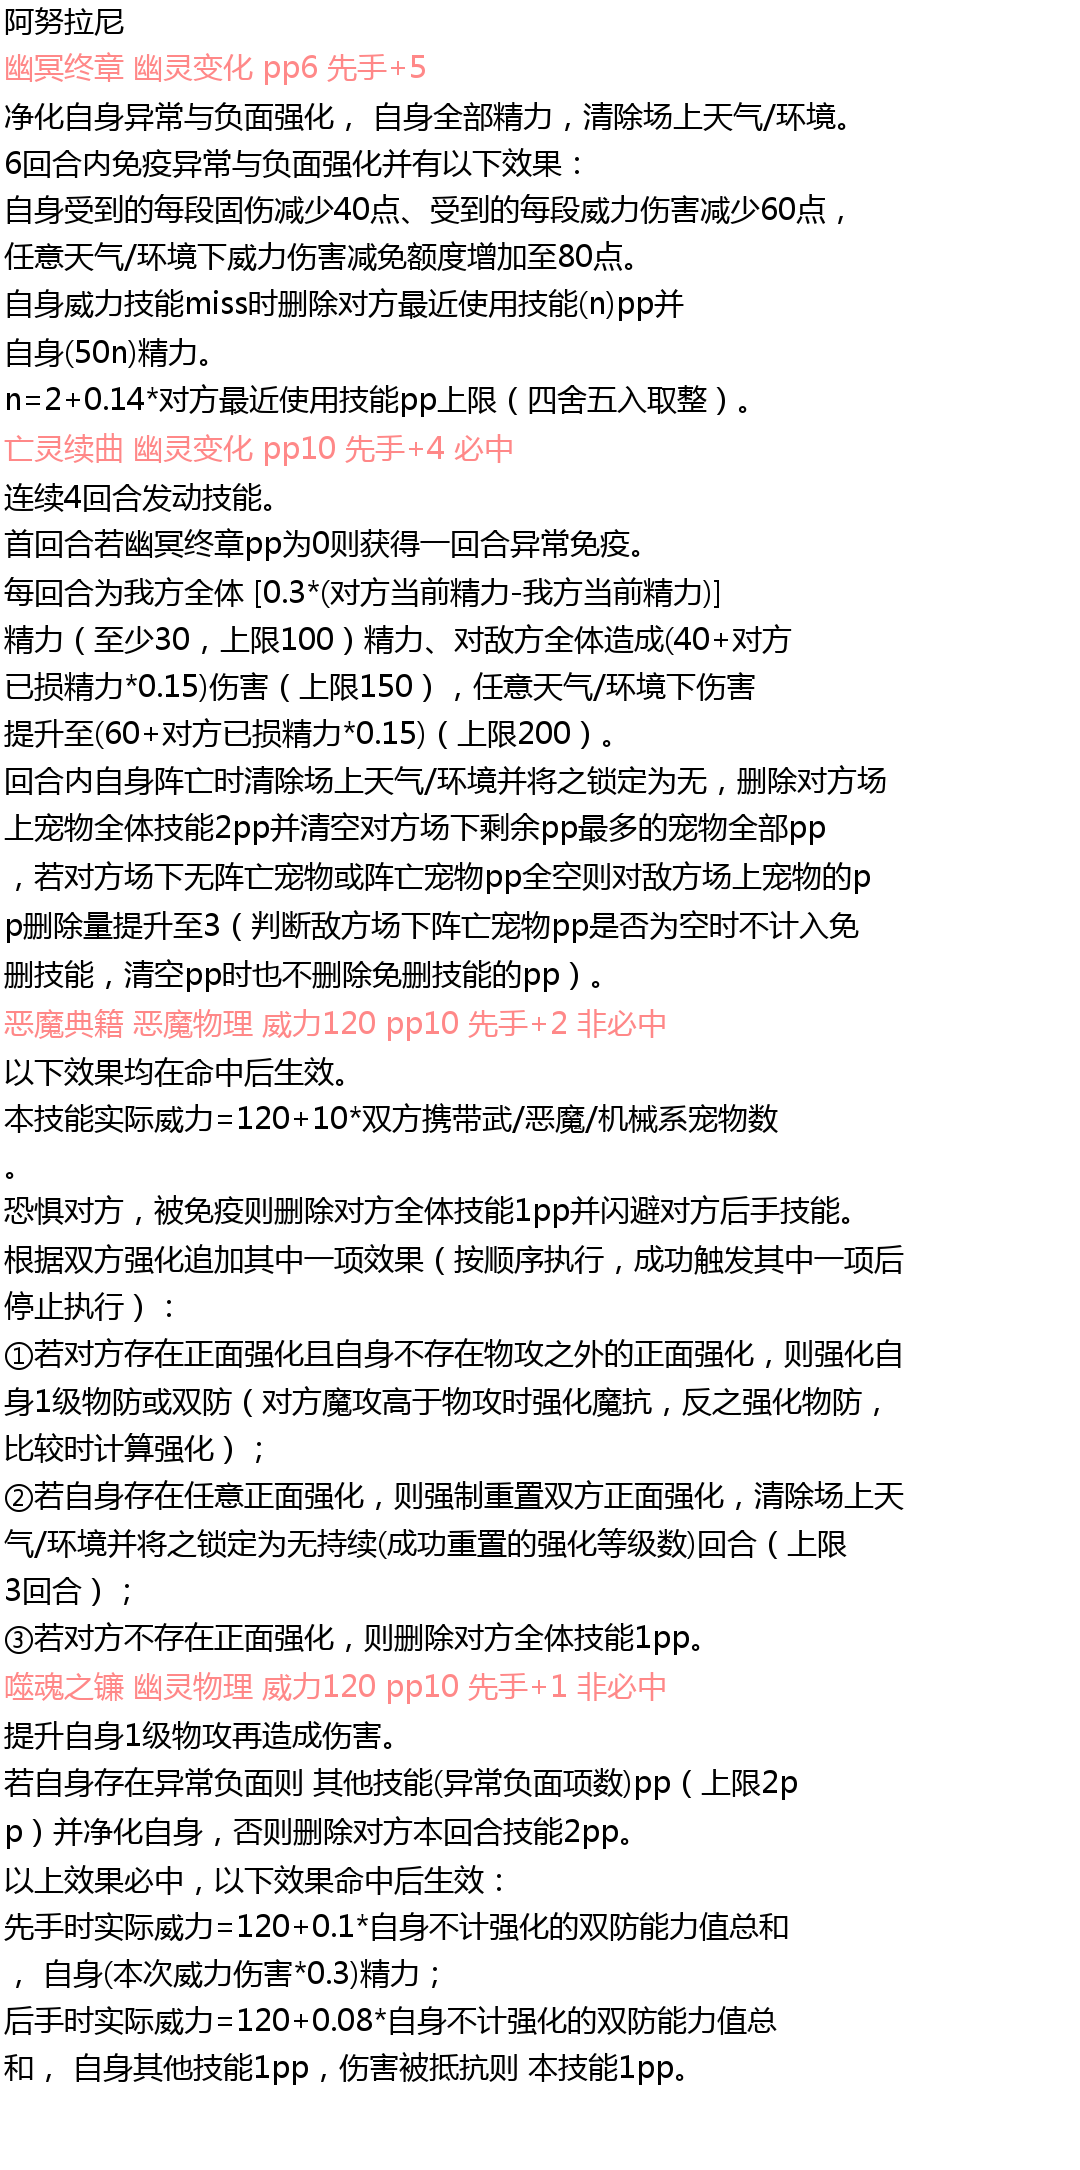 阿努拉尼
幽冥终章 幽灵变化 pp6 先手+5
净化自身异常与负面强化， 自身全部精力，清除场上天气/环境。
6回合内免疫异常与负面强化并有以下效果：
自身受到的每段固伤减少40点、受到的每段威力伤害减少60点，
任意天气/环境下威力伤害减免额度增加至80点。
自身威力技能miss时删除对方最近使用技能(n)pp并
自身(50n)精力。
n=2+0.14*对方最近使用技能pp上限（四舍五入取整）。
亡灵续曲 幽灵变化 pp10 先手+4 必中
连续4回合发动技能。
首回合若幽冥终章pp为0则获得一回合异常免疫。
每回合为我方全体 [0.3*(对方当前精力-我方当前精力)]
精力（至少30，上限100）精力、对敌方全体造成(40+对方
已损精力*0.15)伤害（上限150），任意天气/环境下伤害
提升至(60+对方已损精力*0.15)（上限200）。
回合内自身阵亡时清除场上天气/环境并将之锁定为无，删除对方场
上宠物全体技能2pp并清空对方场下剩余pp最多的宠物全部pp
，若对方场下无阵亡宠物或阵亡宠物pp全空则对敌方场上宠物的p
p删除量提升至3（判断敌方场下阵亡宠物pp是否为空时不计入免
删技能，清空pp时也不删除免删技能的pp）。
恶魔典籍 恶魔物理 威力120 pp10 先手+2 非必中
以下效果均在命中后生效。
本技能实际威力=120+10*双方携带武/恶魔/机械系宠物数
。
恐惧对方，被免疫则删除对方全体技能1pp并闪避对方后手技能。
根据双方强化追加其中一项效果（按顺序执行，成功触发其中一项后
停止执行）：
①若对方存在正面强化且自身不存在物攻之外的正面强化，则强化自
身1级物防或双防（对方魔攻高于物攻时强化魔抗，反之强化物防，
比较时计算强化）；
②若自身存在任意正面强化，则强制重置双方正面强化，清除场上天
气/环境并将之锁定为无持续(成功重置的强化等级数)回合（上限
3回合）；
③若对方不存在正面强化，则删除对方全体技能1pp。
噬魂之镰 幽灵物理 威力120 pp10 先手+1 非必中
提升自身1级物攻再造成伤害。
若自身存在异常负面则 其他技能(异常负面项数)pp（上限2p
p）并净化自身，否则删除对方本回合技能2pp。
以上效果必中，以下效果命中后生效：
先手时实际威力=120+0.1*自身不计强化的双防能力值总和
， 自身(本次威力伤害*0.3)精力；
后手时实际威力=120+0.08*自身不计强化的双防能力值总
和， 自身其他技能1pp，伤害被抵抗则 本技能1pp。